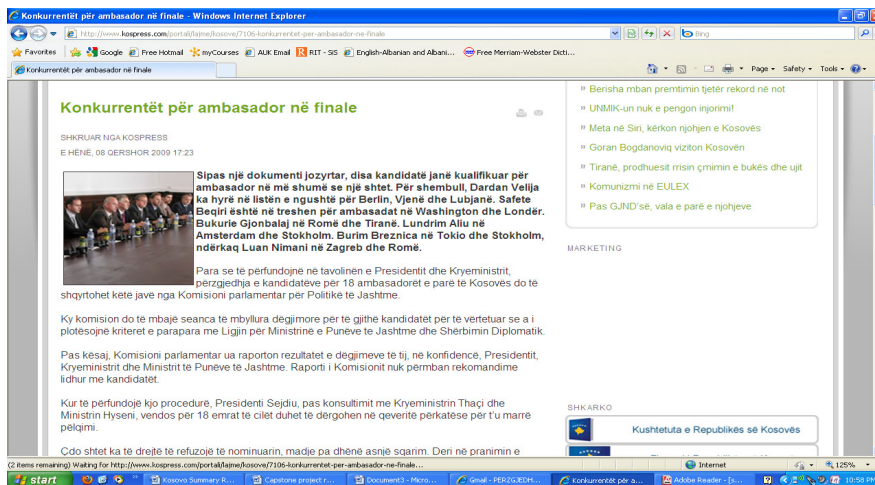 Konkurrentët për ambasador në finale - Windows Internet Explorer
http://www.kospress.com/portali/lajme/kosove/7106-konkurrentet-per-ambasador-ne-finale
Bing
Favorites Google Free Hotmail myCourses AUK Email RIT - SIS English-Albanian and Albani... Free Merriam-Webster Dicti...
Konkurrentët për ambasador në finale
Page Safety Tools
Konkurrentët për ambasador në finale
SHKRUAR NGA KOSPRESS
E HËNË, 08 QERSHOR 2009 17:23
Sipas një dokumenti jozyrtar, disa kandidatë janë kualifikuar për
ambasador në më shumë se një shtet. Për shembull, Dardan Velija
ka hyrë në listën e ngushtë për Berlin, Vjenë dhe Lubjanë. Safete
Beqiri është në treshen për ambasadat në Washington dhe Londër.
Bukurie Gjonbalaj në Romë dhe Tiranë. Lundrim Aliu në
Amsterdam dhe Stokholm. Burim Breznica në Tokio dhe Stokholm,
ndërkaq Luan Nimani në Zagreb dhe Romë.
Para se të përfundojnë në tavolinën e Presidentit dhe Kryeministrit,
përzgjedhja e kandidatëve për 18 ambasadorët e parë të Kosovës do të
shqyrtohet këtë javë nga Komisioni parlamentar për Politikë të Jashtme.
Ky komision do të mbajë seanca të mbyllura dëgjimore për të gjithë kandidatët për të vërtetuar se a i
plotësojnë kriteret e parapara me Ligjin për Ministrinë e Punëve te Jashtme dhe Shërbimin Diplomatik.
Pas kësaj, Komisioni parlamentar ua raporton rezultatet e dëgjimeve të tij, në konfidencë, Presidentit,
Kryeministrit dhe Ministrit të Punëve të Jashtme. Raporti i Komisionit nuk përmban rekomandime
lidhur me kandidatët.
Kur të përfundojë kjo procedurë, Presidenti Sejdiu, pas konsultimit me Kryeministrin Thaçi dhe
Ministrin Hyseni, vendos për 18 emrat të cilët duhet të dërgohen në qeveritë përkatëse për t'u marrë
pëlqimi.
Çdo shtet ka të drejtë të refuzojë të nominuarin, madje pa dhënë asnjë sqarim. Deri në pranimin e
» Berisha mban premtimin tjetër rekord në not
» UNMIK-un nuk e pengon injorimi!
» Meta në Siri, kërkon njohjen e Kosovës
» Goran Bogdanoviq viziton Kosovën
» Tiranë, prodhuesit rrisin çmimin e bukës dhe ujit
» Komunizmi në EULEX
» Pas GJND'së, vala e parë e njohjeve
MARKETING
SHKARKO
Kushtetuta e Republikës së Kosovës
(2 items remaining) Waiting for http://www.kospress.com/portali/lajme/kosove/7106-konkurrentet-per-ambasador-ne-finale... Internet 125%
start Kosovo Summary R... Capstone project r... Document3 - Micro... Gmail - PERZGJEDH... Konkurrentët për a... Adobe Reader - [s... 10:58 PM